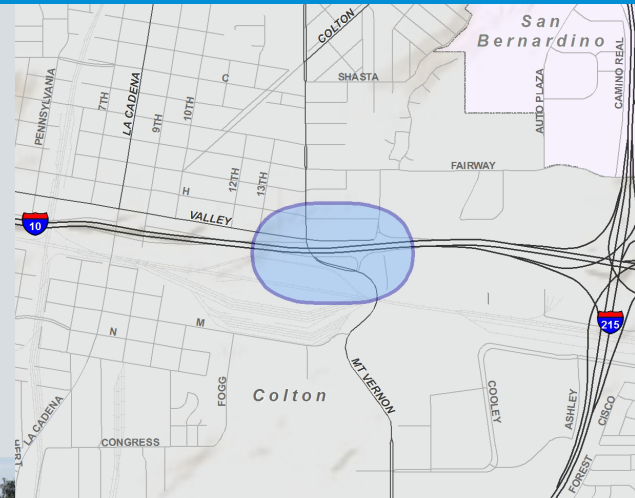 COLTON
San
Bernardino
SHASTA
C
PENNSYLVANIA
7TH
LA CADENA
9TH
10TH
AUTO PLAZA
CAMINO REAL
FAIRWAY
12TH
13TH
H
VALLEY
10
215
N
M
MT VERNON
FOGG
Colton
COOLEY
ASHLEY
CISCO
LA CADENA
CONGRESS
FOREST